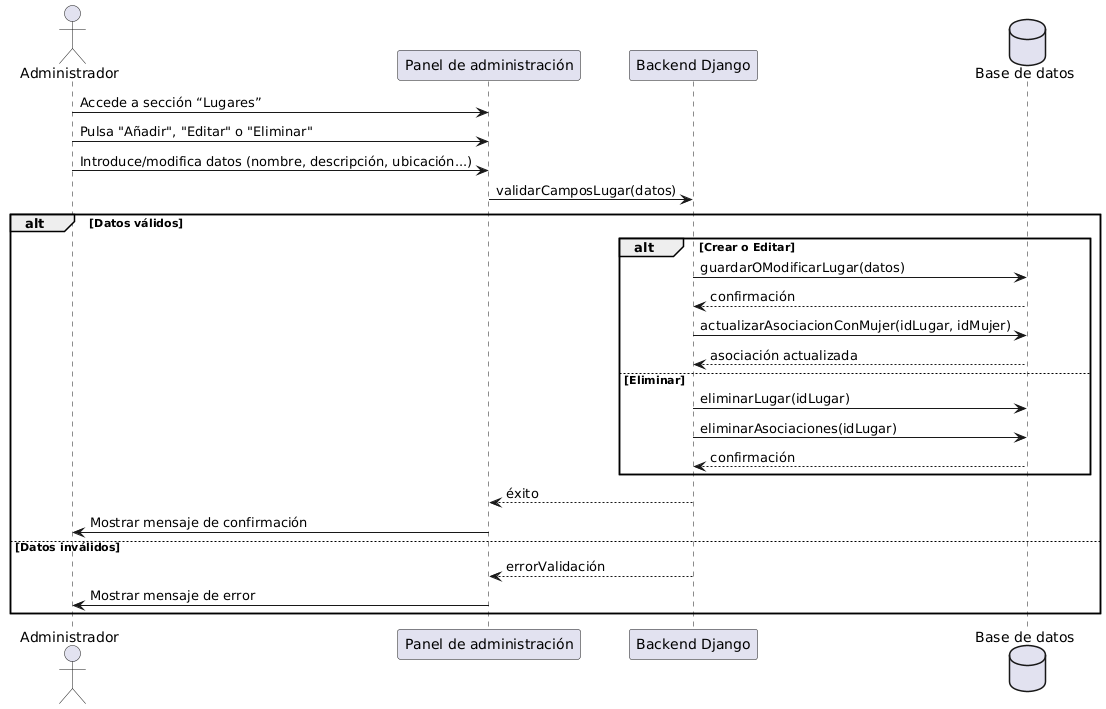 Administrador
Panel de administración
Backend Django
Base de datos
Accede a sección “Lugares”
Pulsa "Añadir", "Editar" o "Eliminar"
Introduce/modifica datos (nombre, descripción, ubicación...)
validarCamposLugar(datos)
alt [Datos válidos]
alt [Crear o Editar]
guardarOModificarLugar(datos)
confirmación
actualizarAsociacionConMujer(idLugar, idMujer)
asociación actualizada
[Eliminar]
eliminarLugar(idLugar)
eliminarAsociaciones(idLugar)
confirmación
éxito
Mostrar mensaje de confirmación
[Datos inválidos]
errorValidación
Mostrar mensaje de error
Administrador
Panel de administración
Backend Django
Base de datos